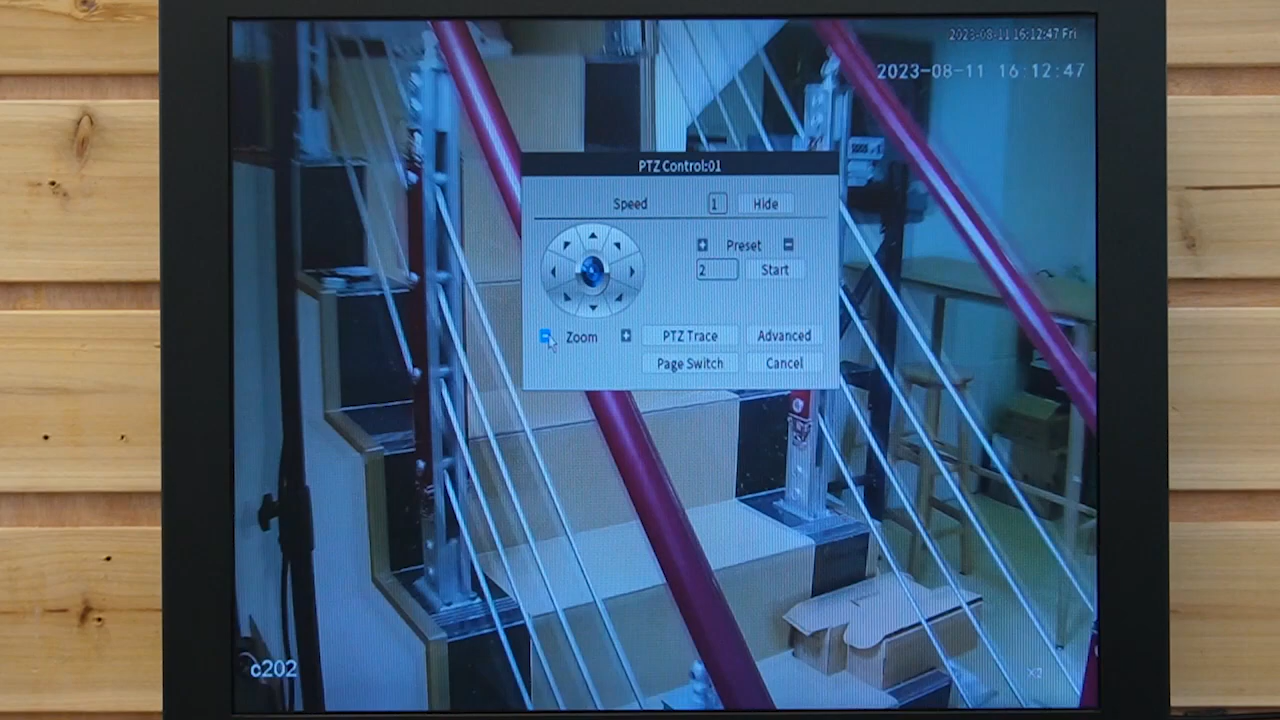 2023-08-11 16:12:47 Fri
2023-08-11 16:12:47
PTZ Control:01
Speed 1 Hide
Preset
2 Start
Zoom PTZ Trace Advanced
Page Switch Cancel
c202
x2